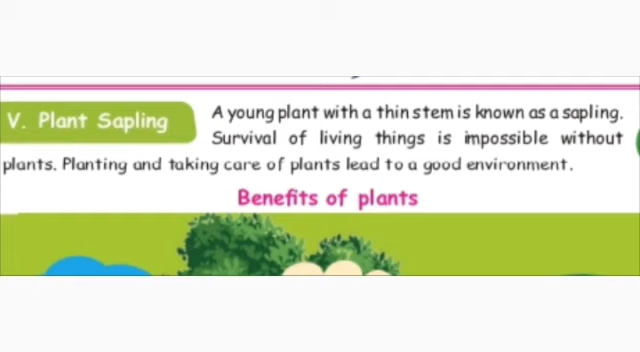 V. Plant Sapling
A young plant with a thin stem is known as a sapling.
Survival of living things is impossible without
plants. Planting and taking care of plants lead to a good environment.
Benefits of plants